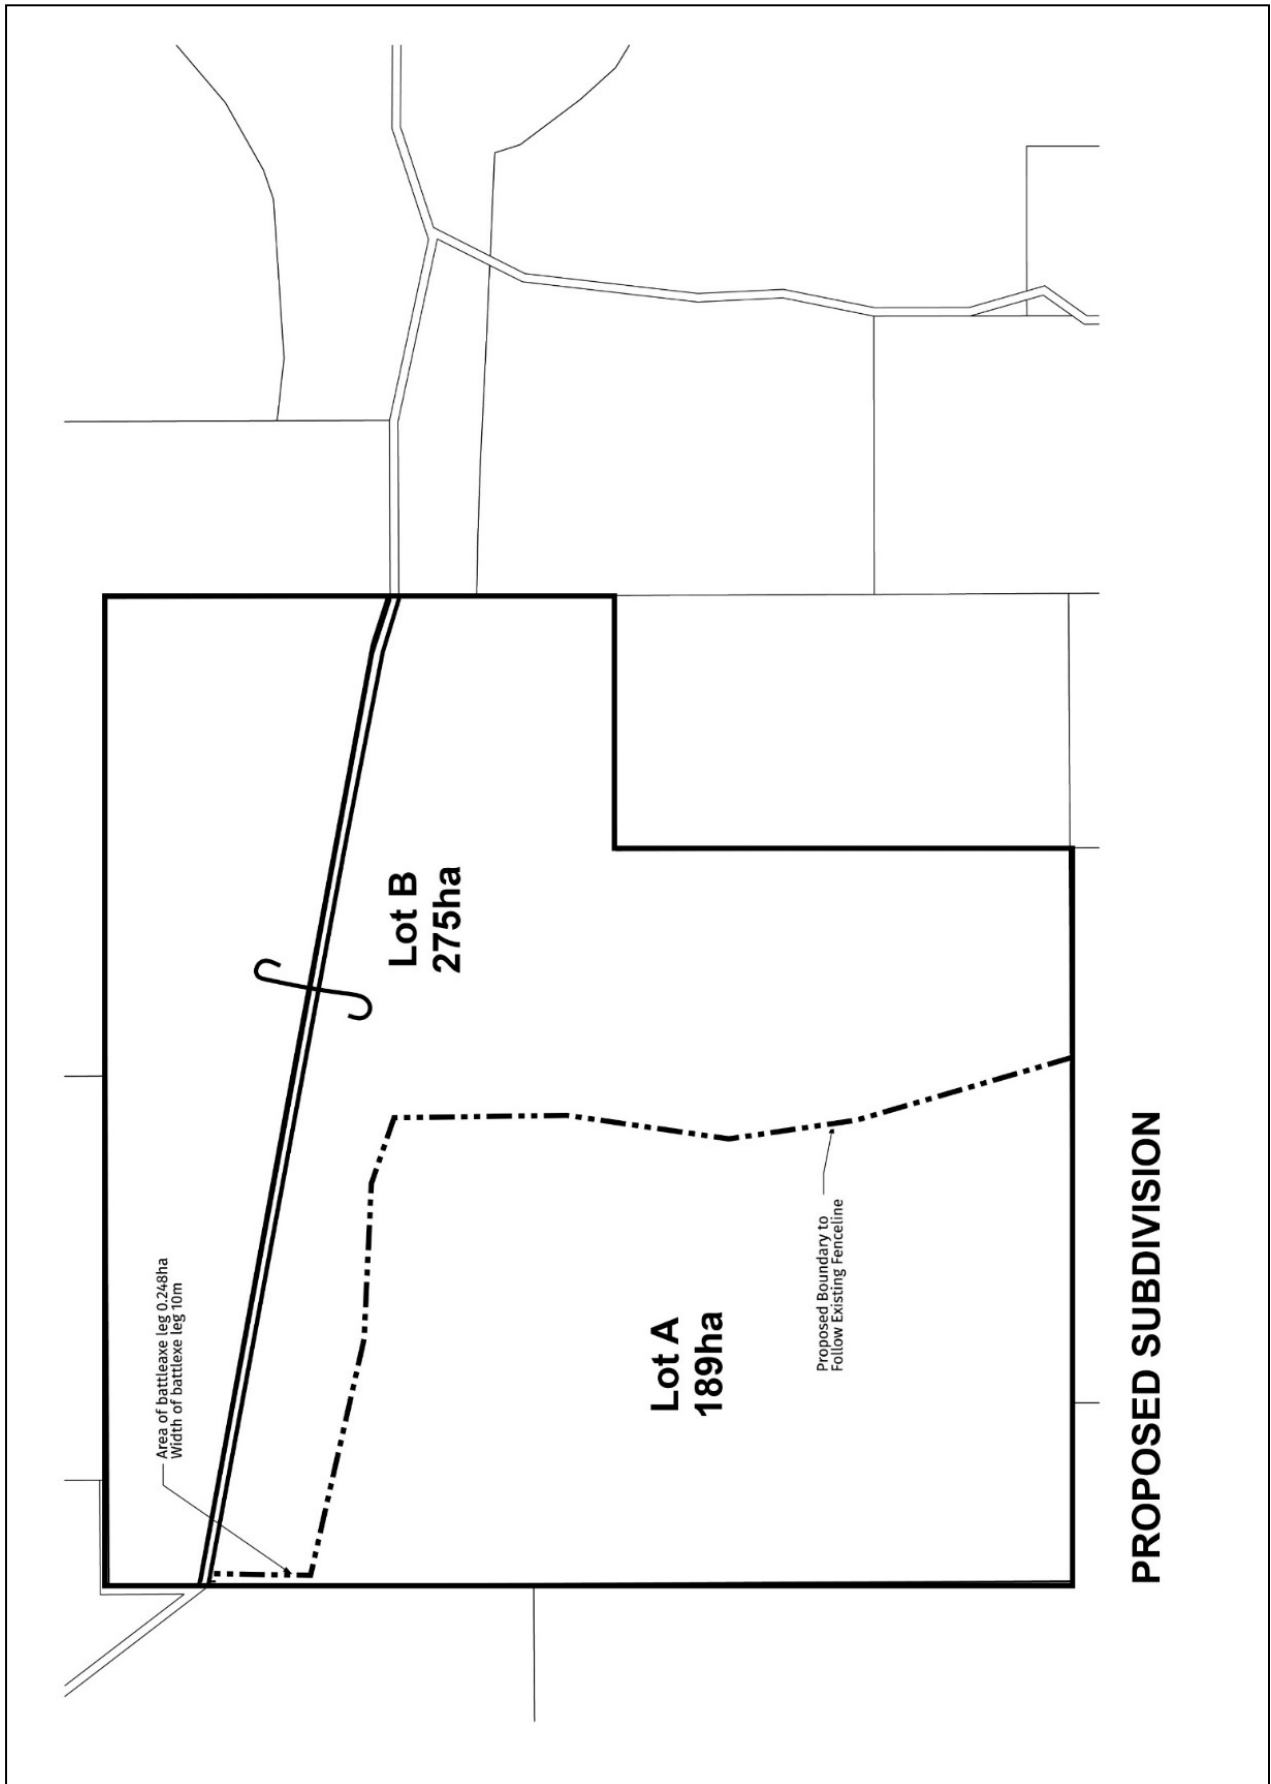 Area of battleaxe leg 0.248ha
Width of battlexe leg 10m
Lot B
275ha
Lot A
189ha
Proposed Boundary to
Follow Existing Fenceline
PROPOSED SUBDIVISION